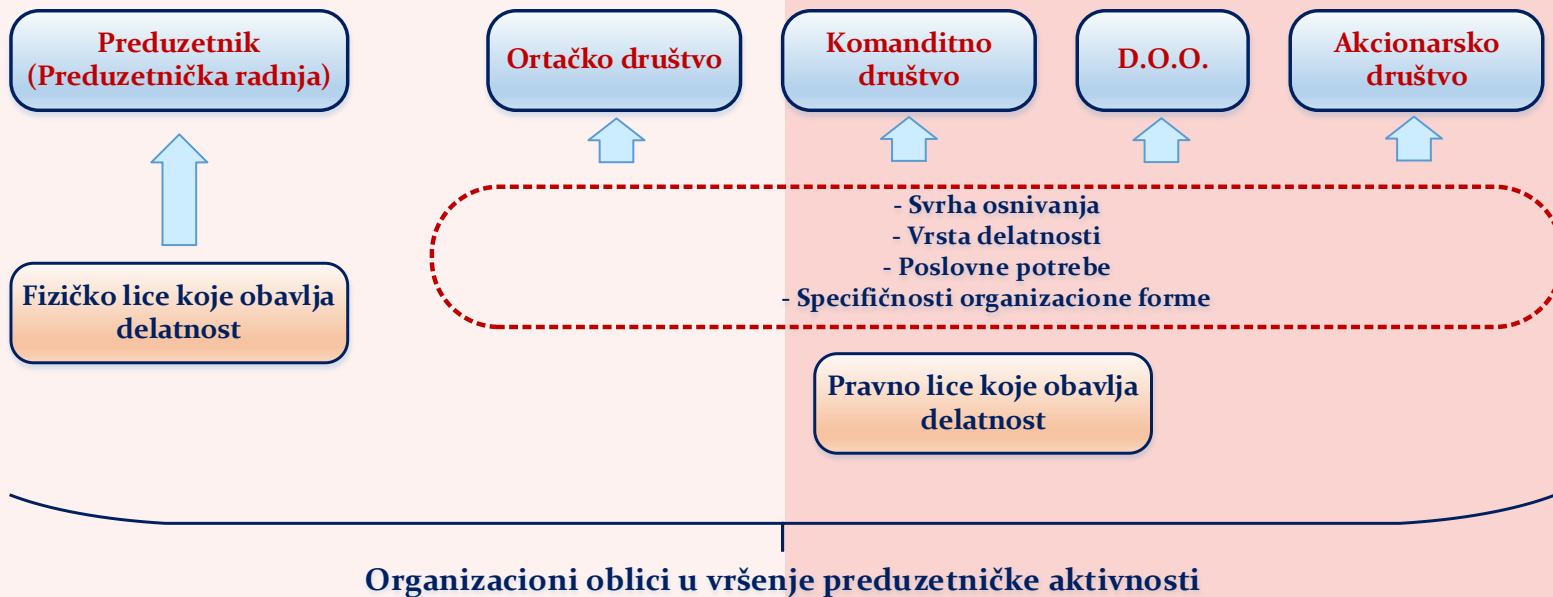 Preduzetnik
(Preduzetnička radnja)
Ortačko društvo
Komanditno
društvo
D.O.O.
Akcionarsko
društvo
- Svrha osnivanja
- Vrsta delatnosti
- Poslovne potrebe
- Specifičnosti organizacione forme
Fizičko lice koje obavlja
delatnost
Pravno lice koje obavlja
delatnost
Organizacioni oblici u vršenje preduzetničke aktivnosti